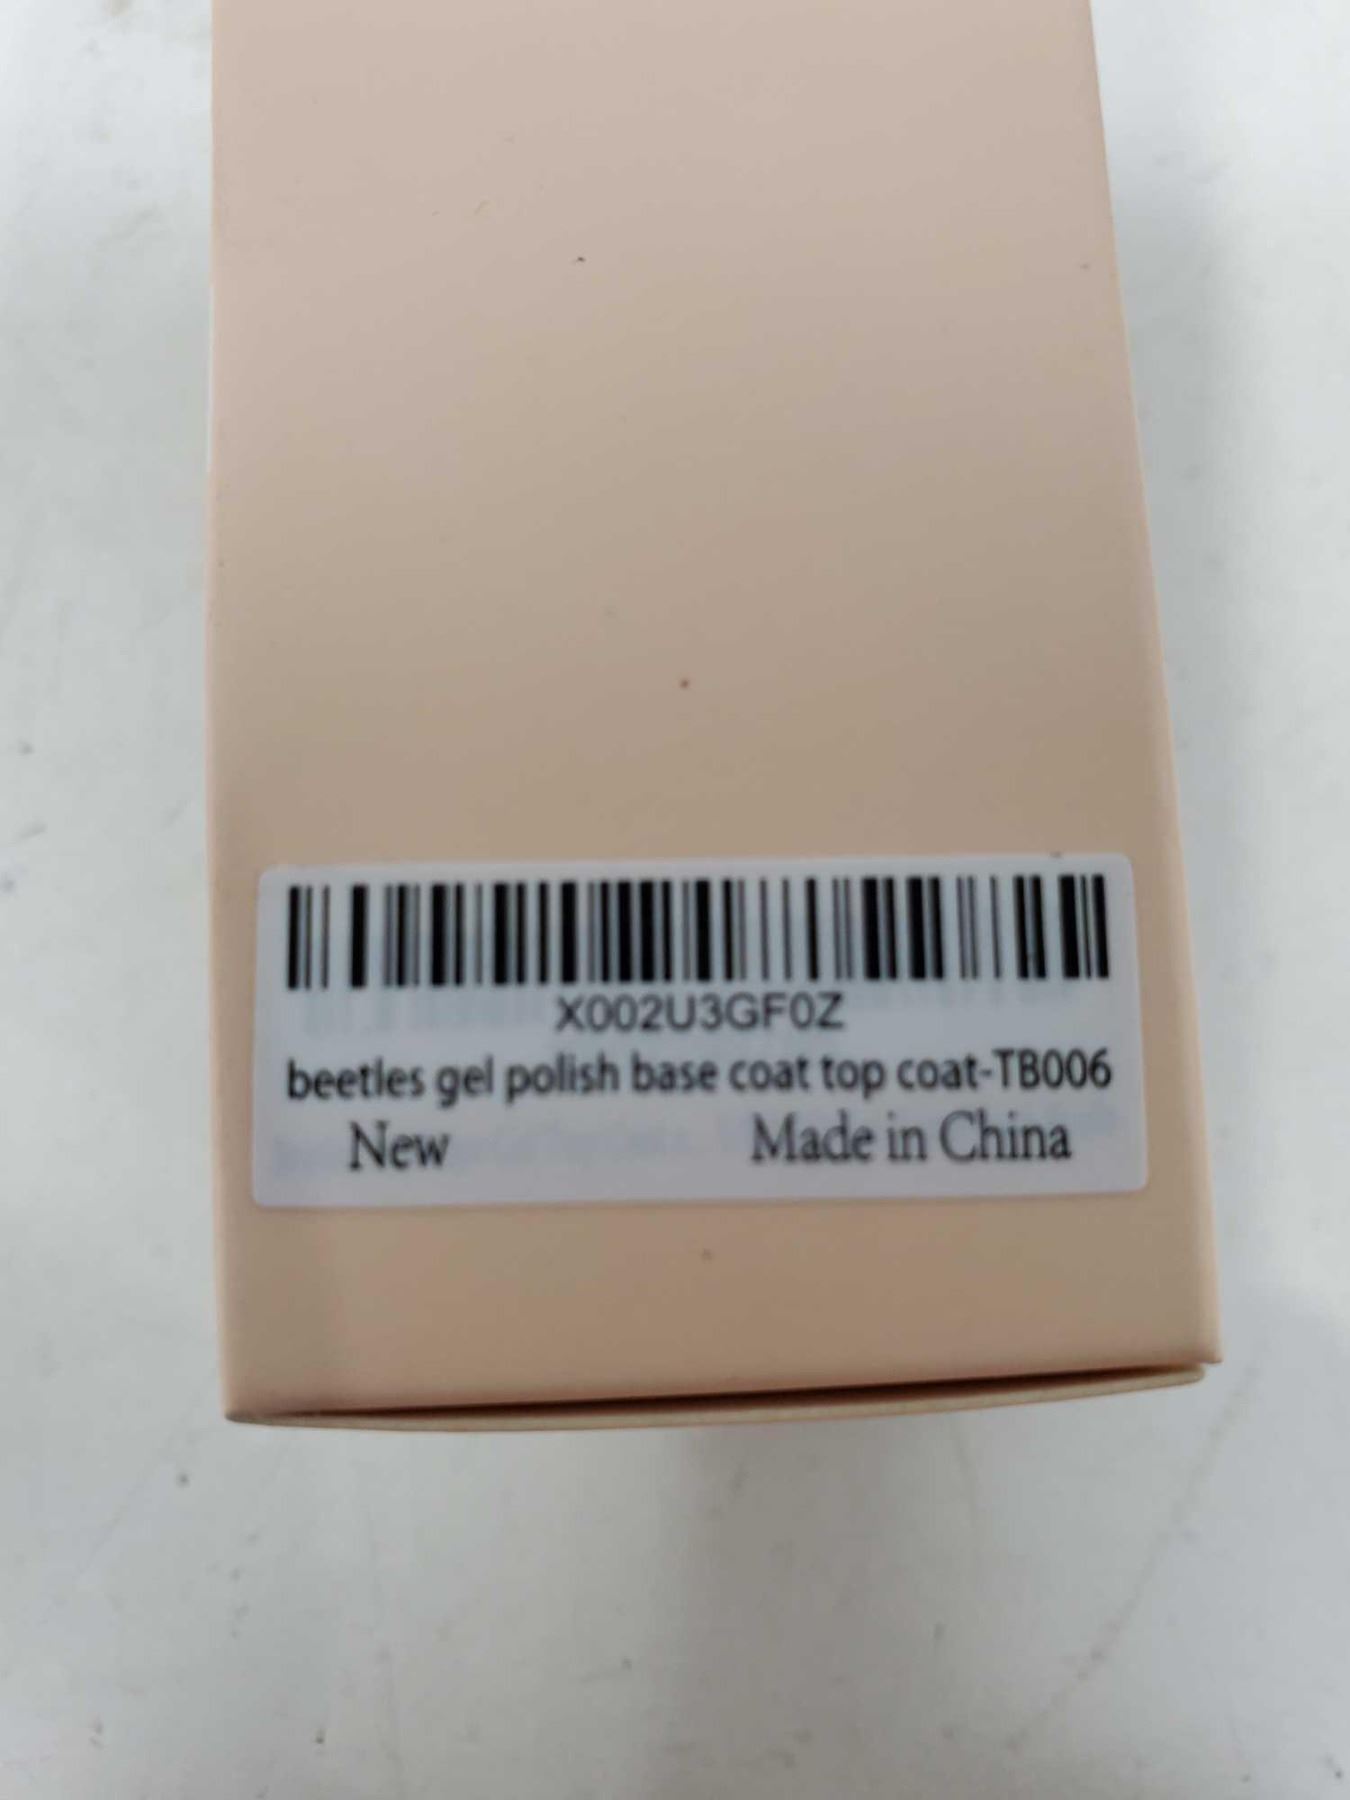 X002U3GF0Z
beetles gel polish base coat top coat-TB006
New Made in China